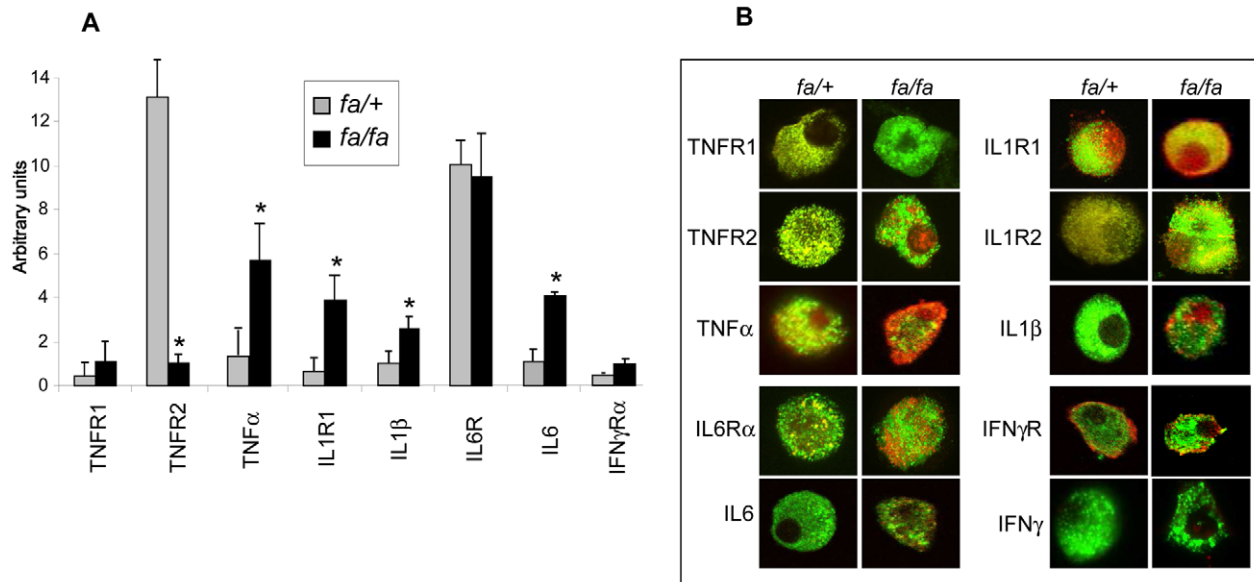 A
Arbitrary units
14
12
10
8
6
4
2
0
fa/+
fa/fa
*
*
*
*
*
TNFR1
TNFR2
TNFα
IL1R1
IL1β
IL6R
IL6
IFNγRα
B
fa/+ fa/fa fa/+ fa/fa
TNFR1 IL1R1
TNFR2 IL1R2
TNFα IL1β
IL6Rα IFNγR
IL6 IFNγ